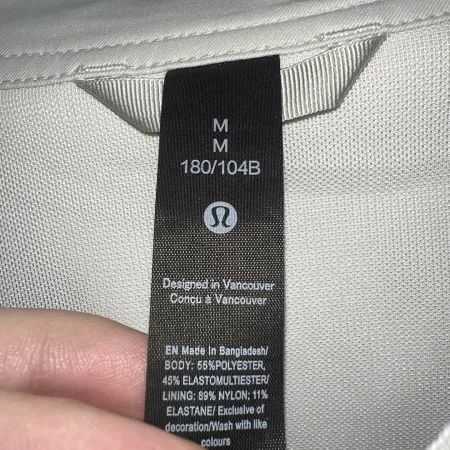 M
M
180/104B
Designed in Vancouver
Conçu à Vancouver
EN Made in Bangladesh/
BODY: 55%POLYESTER,
45% ELASTOMULTIESTER/
LINING: 89% NYLON; 11%
ELASTANE/ Exclusive of
decoration/Wash with like
colours